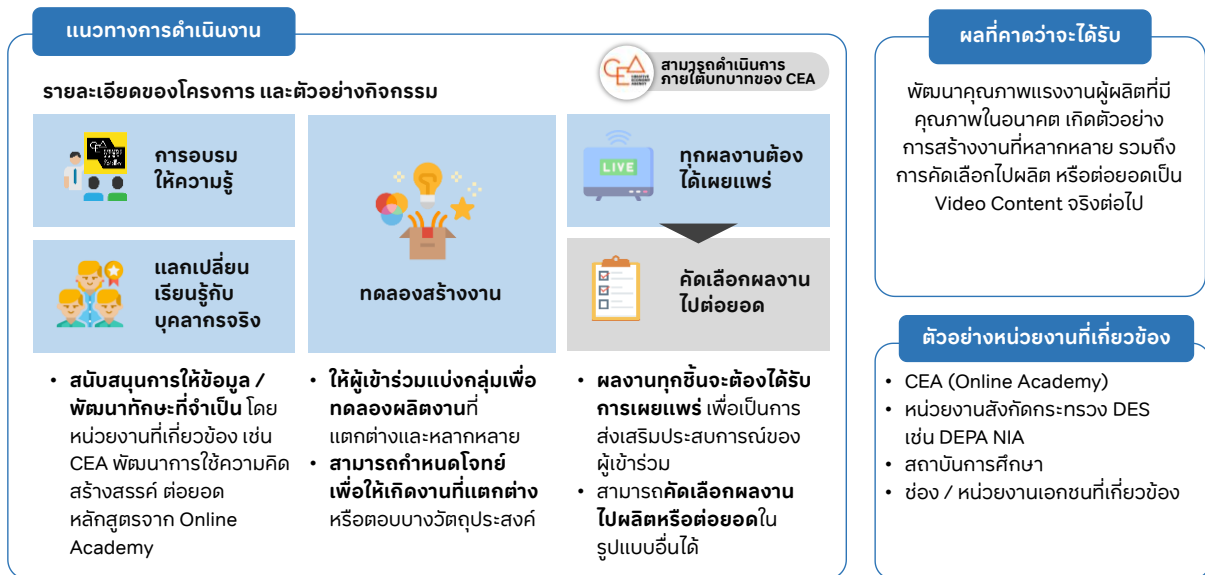 แนวทางการดำเนินงาน
รายละเอียดของโครงการ และตัวอย่างกิจกรรม
CEA
CREATIVE
ECONOMY
AGENCY
สามารถดำเนินการ
ภายใต้บทบาทของ CEA
การอบรม
ให้ความรู้
แลกเปลี่ยน
เรียนรู้กับ
บุคลากรจริง
ทดลองสร้างงาน
LIVE
ทุกผลงานต้อง
ได้เผยแพร่
คัดเลือกผลงาน
ไปต่อยอด
• สนับสนุนการให้ข้อมูล /
พัฒนาทักษะที่จำเป็น โดย
หน่วยงานที่เกี่ยวข้อง เช่น
CEA พัฒนาการใช้ความคิด
สร้างสรรค์ ต่อยอด
หลักสูตรจาก Online
Academy
• ให้ผู้เข้าร่วมแบ่งกลุ่มเพื่อ
ทดลองผลิตงานที่
แตกต่างและหลากหลาย
• สามารถกำหนดโจทย์
เพื่อให้เกิดงานที่แตกต่าง
หรือตอบบางวัตถุประสงค์
• ผลงานทุกชิ้นจะต้องได้รับ
การเผยแพร่ เพื่อเป็นการ
ส่งเสริมประสบการณ์ของ
ผู้เข้าร่วม
• สามารถคัดเลือกผลงาน
ไปผลิตหรือต่อยอดใน
รูปแบบอื่นได้
ผลที่คาดว่าจะได้รับ
พัฒนาคุณภาพแรงงานผู้ผลิตที่มี
คุณภาพในอนาคต เกิดตัวอย่าง
การสร้างงานที่หลากหลาย รวมถึง
การคัดเลือกไปผลิต หรือต่อยอดเป็น
Video Content จริงต่อไป
ตัวอย่างหน่วยงานที่เกี่ยวข้อง
• CEA (Online Academy)
• หน่วยงานสังกัดกระทรวง DES
เช่น DEPA NIA
• สถาบันการศึกษา
• ช่อง / หน่วยงานเอกชนที่เกี่ยวข้อง